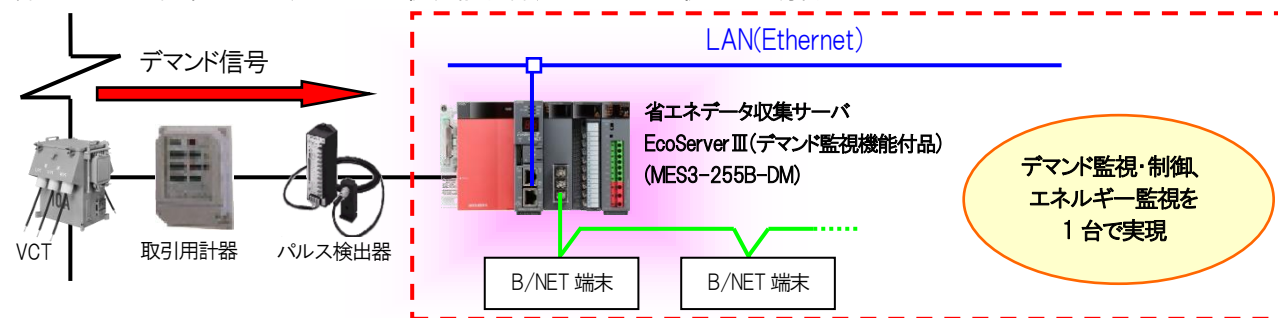 LAN(Ethernet)
デマンド信号
省エネデータ収集サーバ
EcoServerⅢ(デマンド監視機能付品)
(MES3-255B-DM)
デマンド監視・制御、
エネルギー監視を
1 台で実現
10A
VCT
取引用計器
パルス検出器
B/NET 端末
B/NET 端末